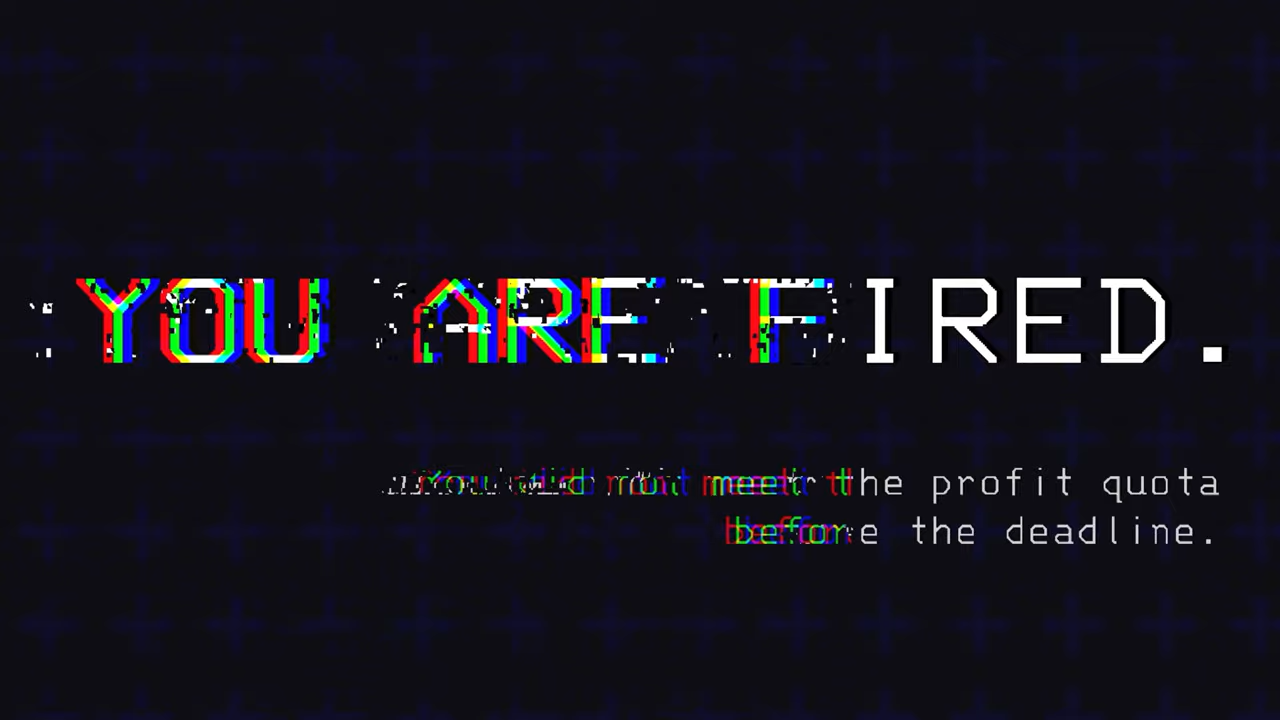 YOU ARE FIRED.
You did not meet the profit quota
before the deadline.